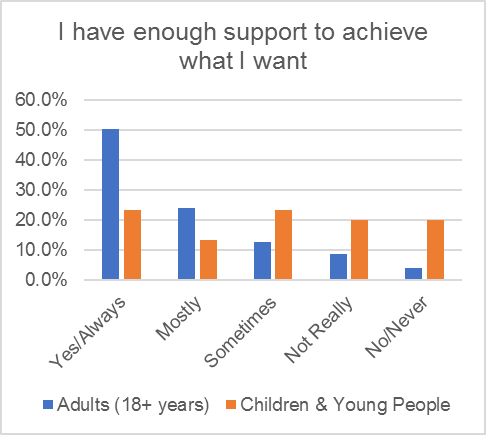 I have enough support to achieve
what I want
60.0%
50.0%
40.0%
30.0%
20.0%
10.0%
0.0%
Yes/Always
Mostly
Sometimes
Not Really
No/Never
Adults (18+ years)
Children & Young People